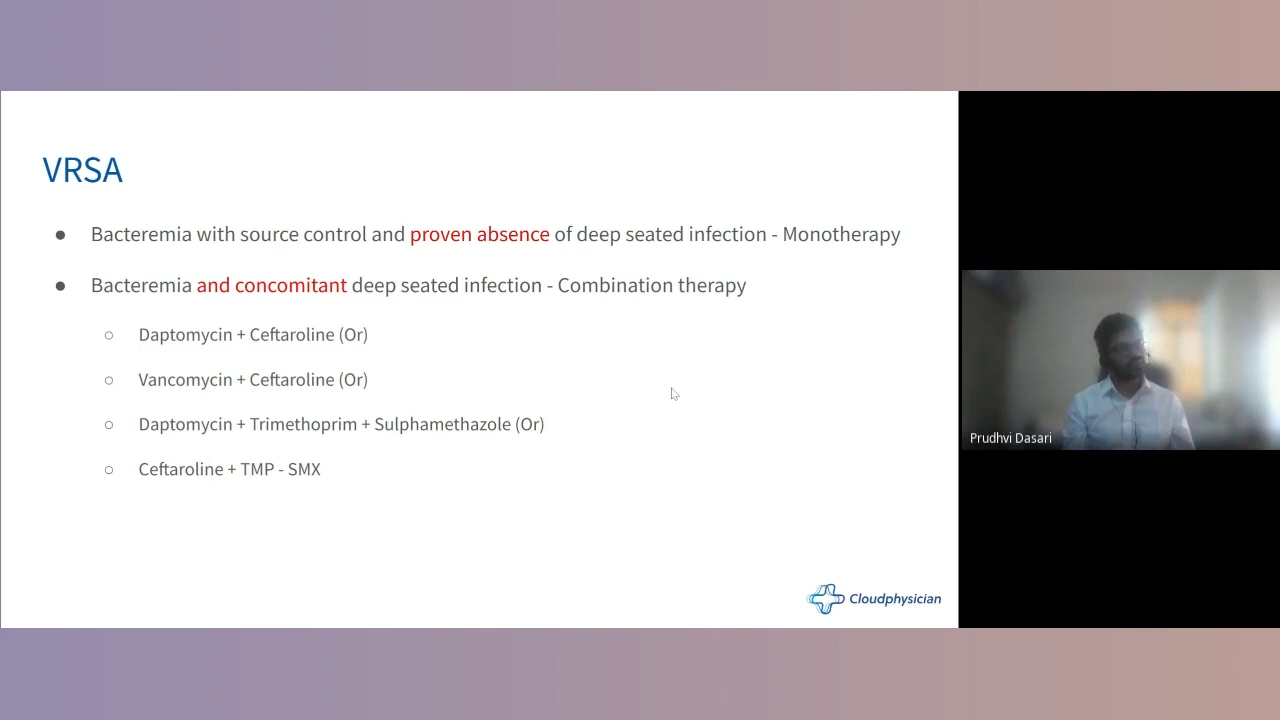 VRSA
● Bacteremia with source control and proven absence of deep seated infection - Monotherapy
● Bacteremia and concomitant deep seated infection - Combination therapy
○ Daptomycin + Ceftaroline (Or)
○ Vancomycin + Ceftaroline (Or)
○ Daptomycin + Trimethoprim + Sulphamethazole (Or)
○ Ceftaroline + TMP - SMX
Cloudphysician
Prudhvi Dasari